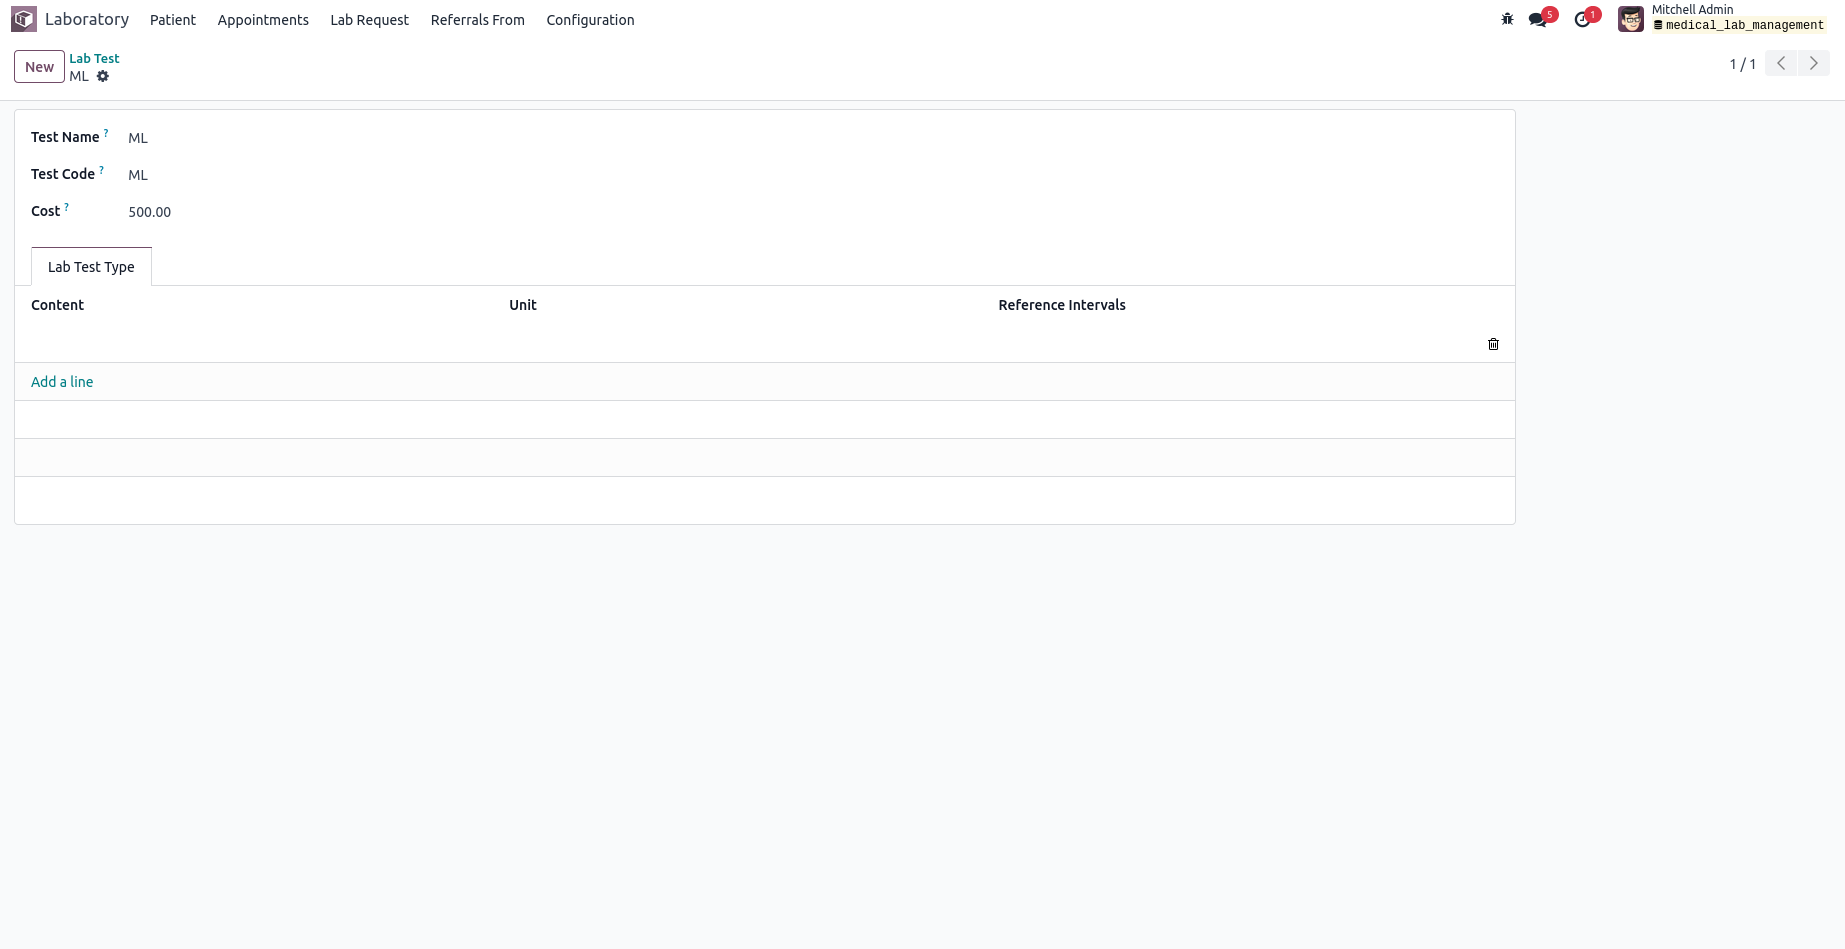 Laboratory Patient Appointments Lab Request Referrals From Configuration 5 1 Mitchell Admin
medical_lab_management
New Lab Test
ML
1 / 1
Test Name ? ML
Test Code ? ML
Cost ? 500.00
Lab Test Type
Content Unit Reference Intervals
Add a line